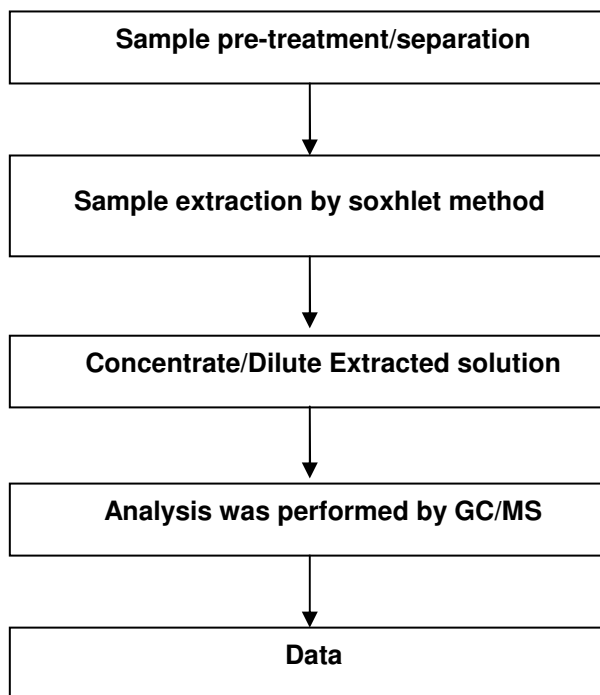 Sample pre-treatment/separation
Sample extraction by soxhlet method
Concentrate/Dilute Extracted solution
Analysis was performed by GC/MS
Data